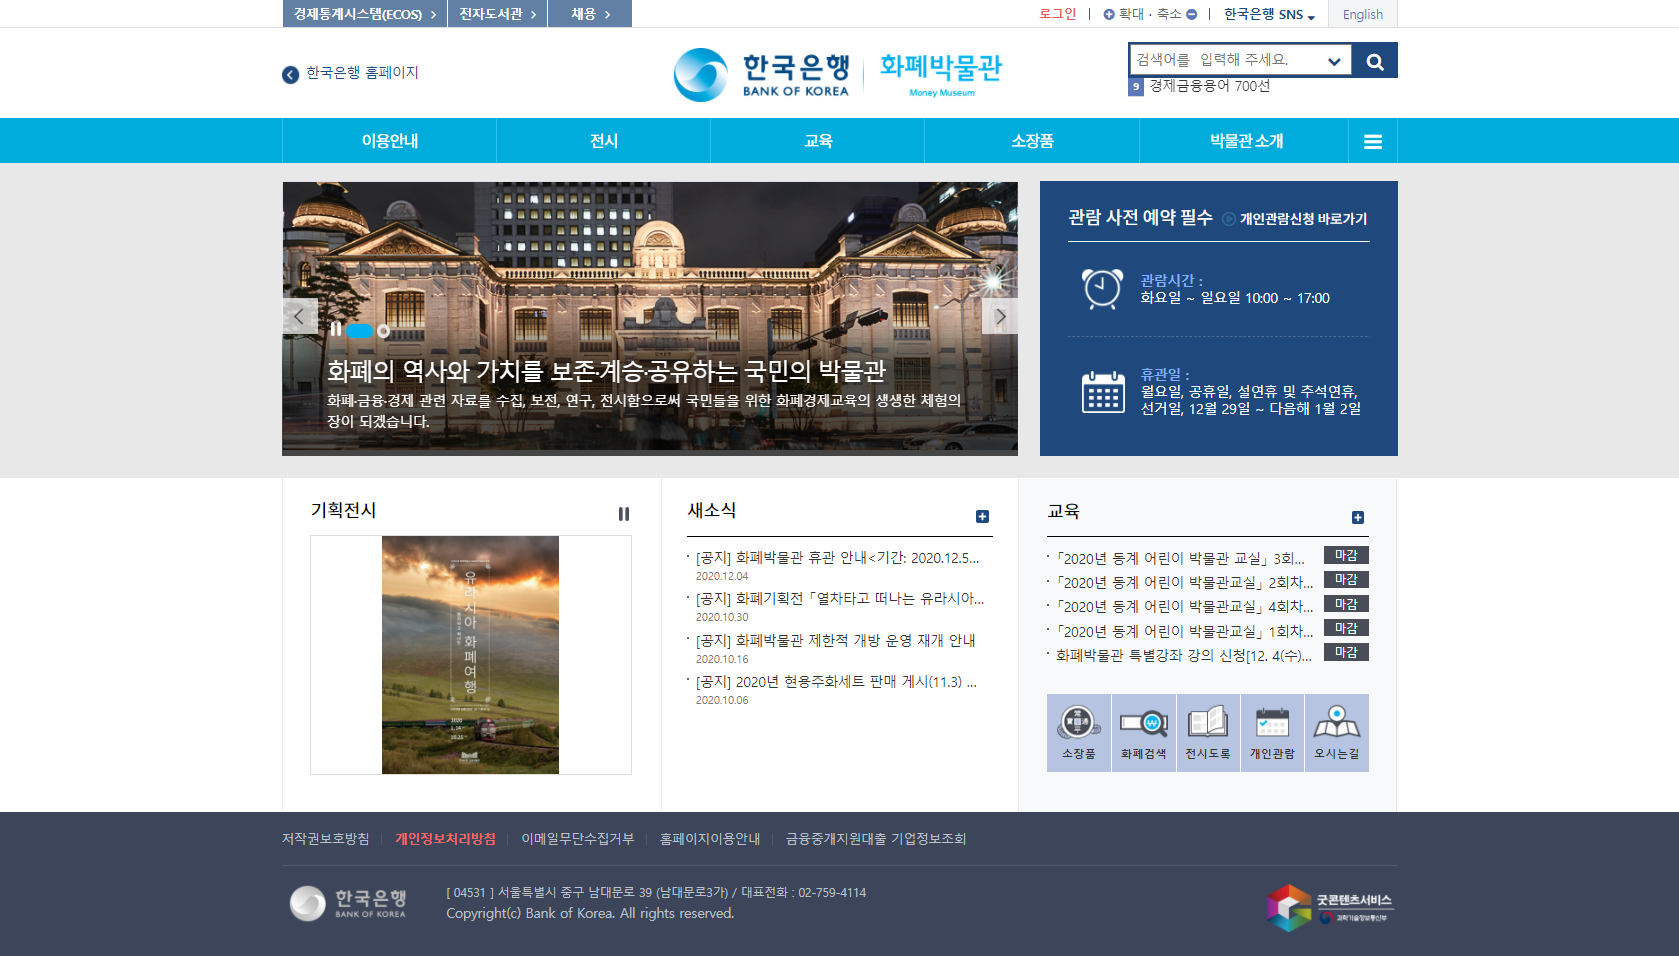 경제통계시스템(ECOS)
전자도서관
채용
로그인
확대 · 축소
한국은행 SNS
English
한국은행 홈페이지
한국은행
BANK OF KOREA
화폐박물관
Money Museum
검색어를 입력해 주세요.
9 경제금융용어 700선
이용안내
전시
교육
소장품
박물관 소개
화폐의 역사와 가치를 보존·계승·공유하는 국민의 박물관
화폐·금융·경제 관련 자료를 수집, 보전, 연구, 전시함으로써 국민들을 위한 화폐경제교육의 생생한 체험의
장이 되겠습니다.
관람 사전 예약 필수 개인관람신청 바로가기
관람시간 :
화요일 ~ 일요일 10:00 ~ 17:00
휴관일 :
월요일, 공휴일, 설연휴 및 추석연휴,
선거일, 12월 29일 ~ 다음해 1월 2일
기획전시
유라시아 화폐여행
2020
새소식
[공지] 화폐박물관 휴관 안내<기간: 2020.12.5...
2020.12.04
[공지] 화폐기획전 「열차타고 떠나는 유라시아...
2020.10.30
[공지] 화폐박물관 제한적 개방 운영 재개 안내
2020.10.16
[공지] 2020년 현용주화세트 판매 게시(11.3) ...
2020.10.06
교육
「2020년 동계 어린이 박물관 교실」 3회... 마감
「2020년 동계 어린이 박물관교실」 2회차... 마감
「2020년 동계 어린이 박물관교실」 4회차... 마감
「2020년 동계 어린이 박물관교실」 1회차... 마감
화폐박물관 특별강좌 강의 신청[12. 4(수)... 마감
소장품
화폐검색
전시도록
개인관람
오시는길
저작권보호방침
개인정보처리방침
이메일무단수집거부
홈페이지이용안내
금융중개지원대출 기업정보조회
한국은행
BANK OF KOREA
[ 04531 ] 서울특별시 중구 남대문로 39 (남대문로3가) / 대표전화 : 02-759-4114
Copyright(c) Bank of Korea. All rights reserved.
굿콘텐츠서비스
과학기술정보통신부